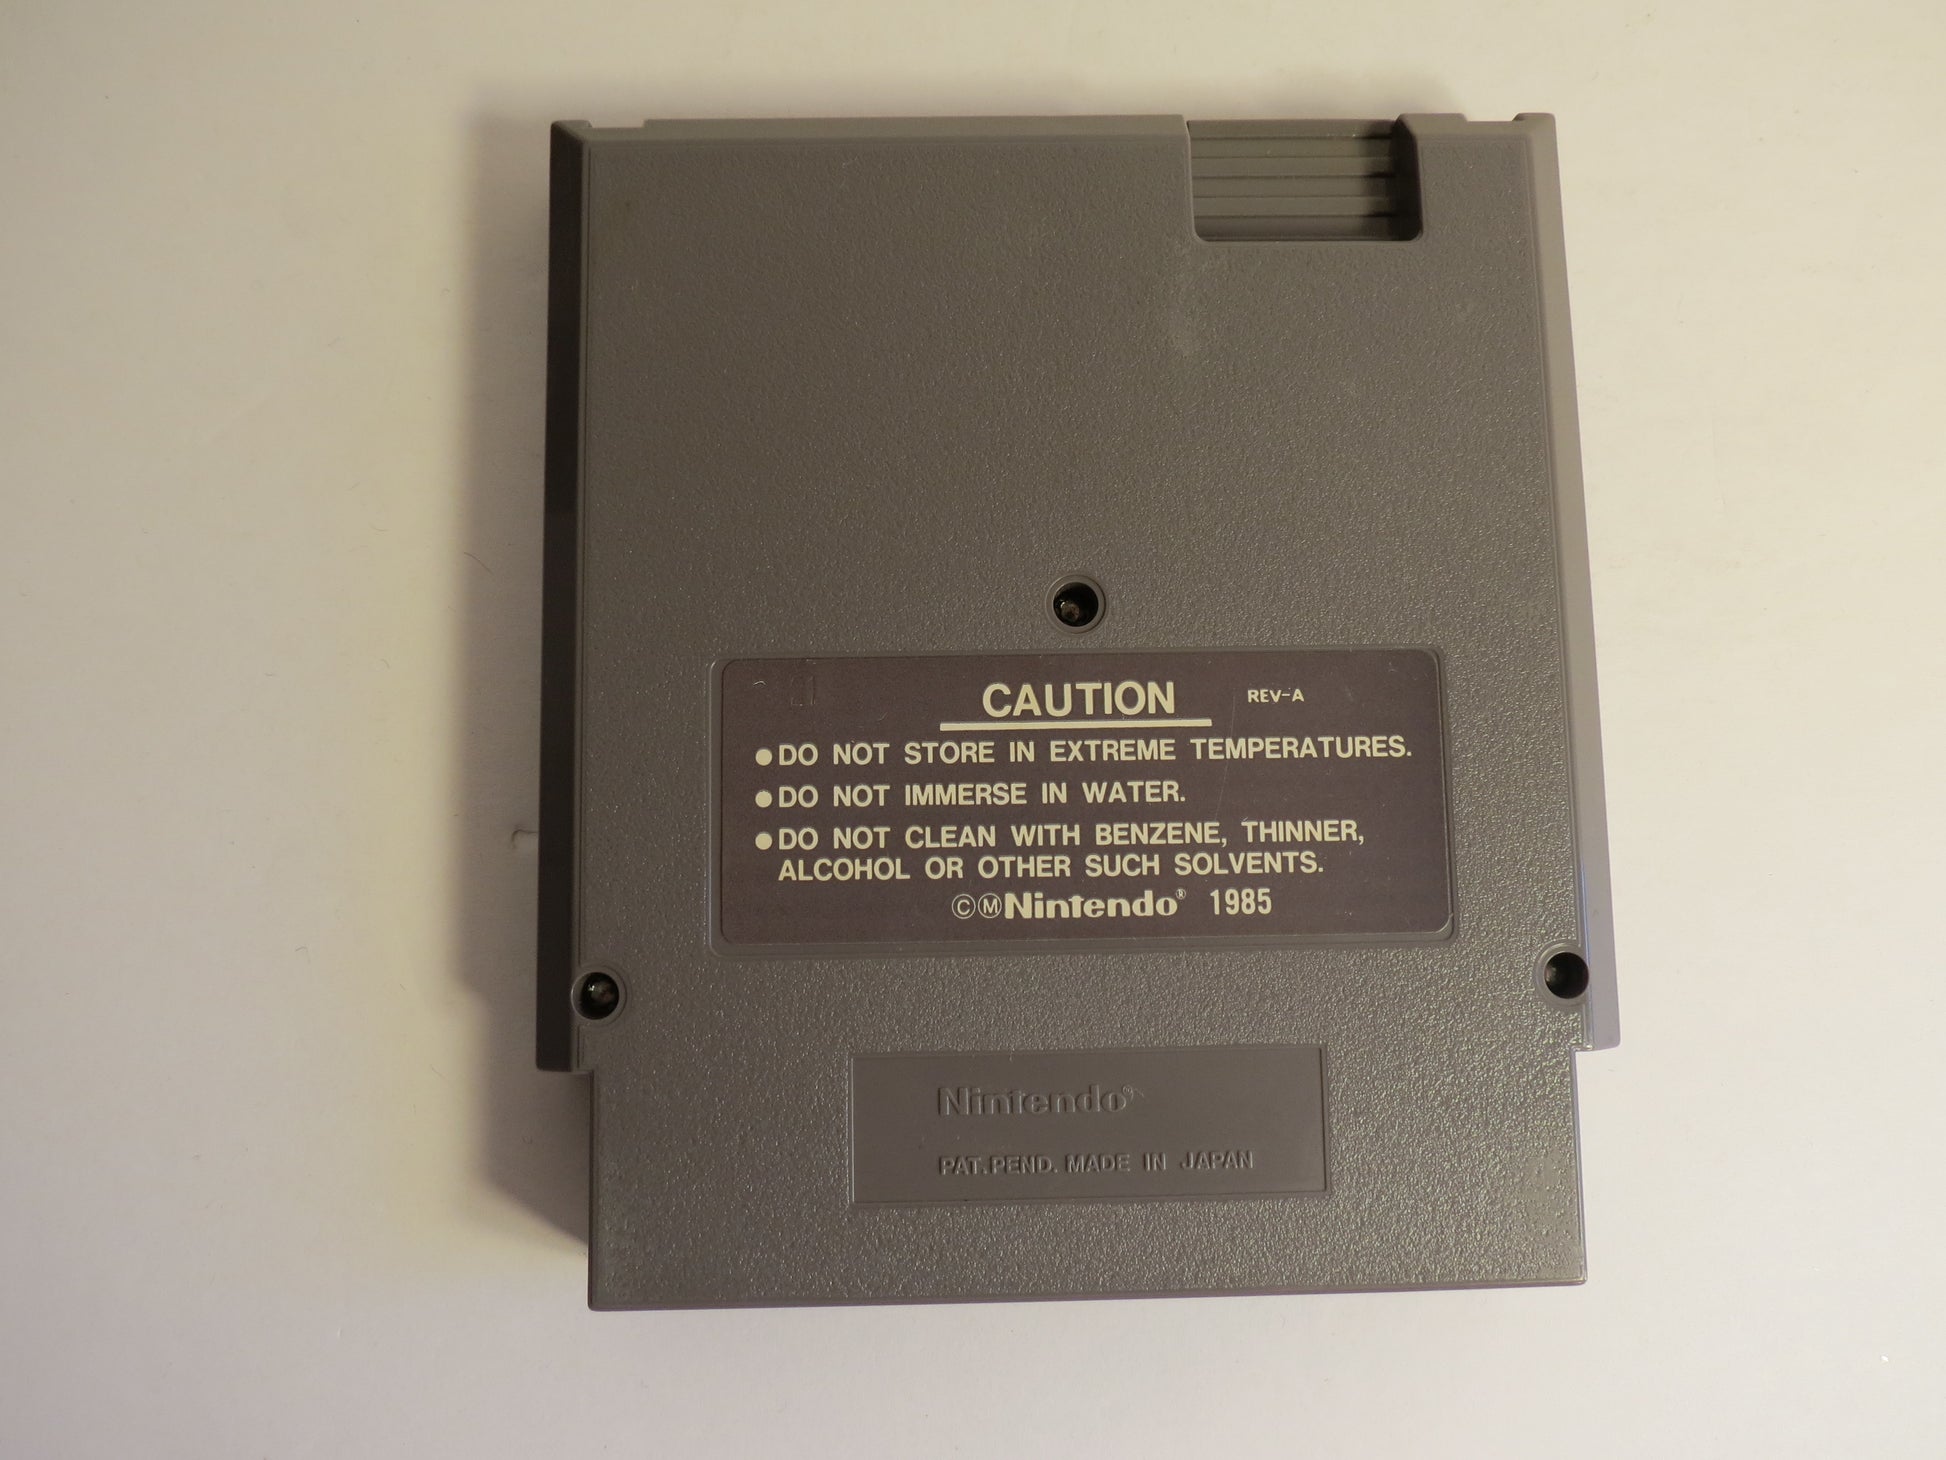 CAUTION REV-A
●DO NOT STORE IN EXTREME TEMPERATURES.
●DO NOT IMMERSE IN WATER.
●DO NOT CLEAN WITH BENZENE, THINNER,
ALCOHOL OR OTHER SUCH SOLVENTS.
©ⓂNintendo® 1985
Nintendo®
PAT. PEND. MADE IN JAPAN